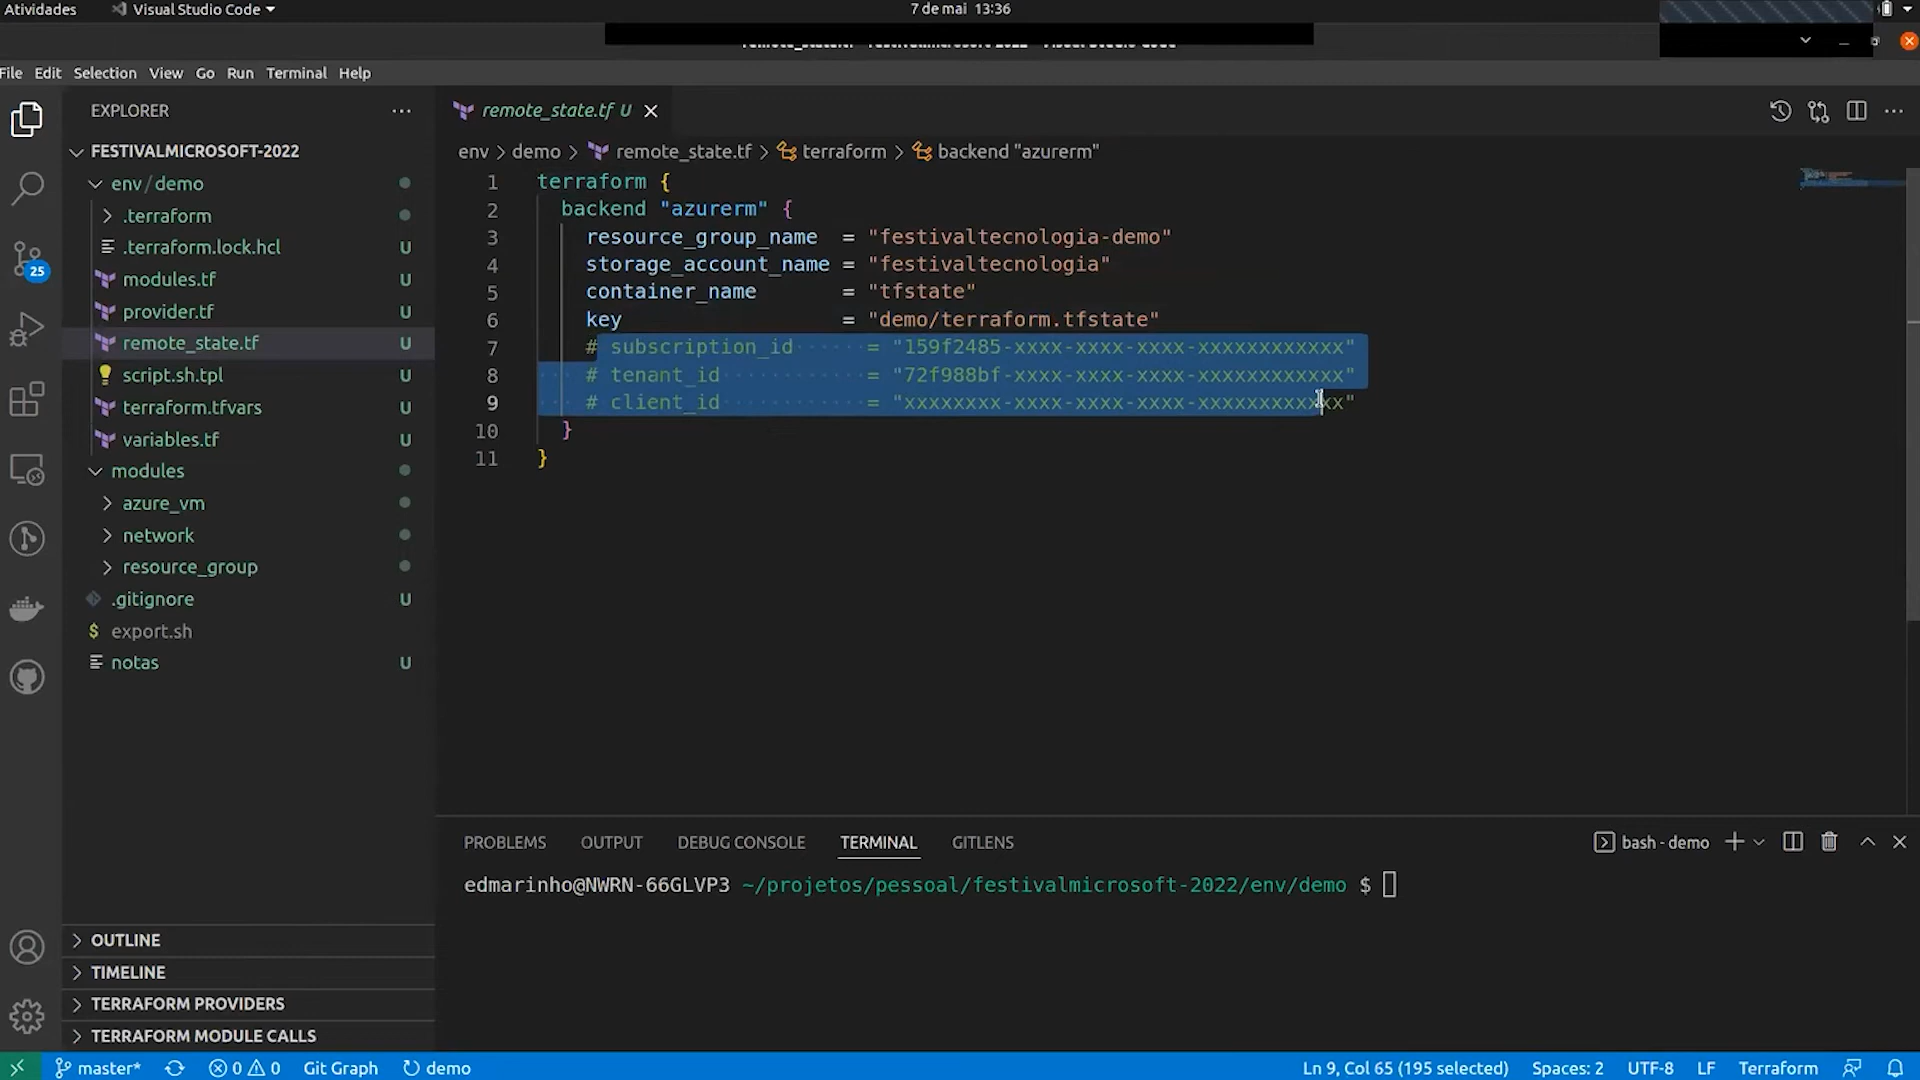 Atividades
Visual Studio Code
7 de mai 13:36
File Edit Selection View Go Run Terminal Help
EXPLORER
FESTIVALMICROSOFT-2022
env/demo
.terraform
.terraform.lock.hcl U
modules.tf U
provider.tf U
remote_state.tf U
script.sh.tpl U
terraform.tfvars U
variables.tf U
modules
azure_vm
network
resource_group
.gitignore U
export.sh
notas U
OUTLINE
TIMELINE
TERRAFORM PROVIDERS
TERRAFORM MODULE CALLS
25
remote_state.tf U
env > demo > remote_state.tf > terraform > backend "azurerm"
1 terraform {
2 backend "azurerm" {
3 resource_group_name = "festivaltecnologia-demo"
4 storage_account_name = "festivaltecnologia"
5 container_name = "tfstate"
6 key = "demo/terraform.tfstate"
7 # subscription_id = "159f2485-xxxx-xxxx-xxxx-xxxxxxxxxxxx"
8 # tenant_id = "72f988bf-xxxx-xxxx-xxxx-xxxxxxxxxxxx"
9 # client_id = "xxxxxxxx-xxxx-xxxx-xxxx-xxxxxxxxxxxx"
10 }
11 }
PROBLEMS OUTPUT DEBUG CONSOLE TERMINAL GITLENS
bash - demo
edmarinho@NWRN-66GLVP3 ~/projetos/pessoal/festivalmicrosoft-2022/env/demo $
master* 0 0 Git Graph demo
Ln 9, Col 65 (195 selected) Spaces: 2 UTF-8 LF Terraform